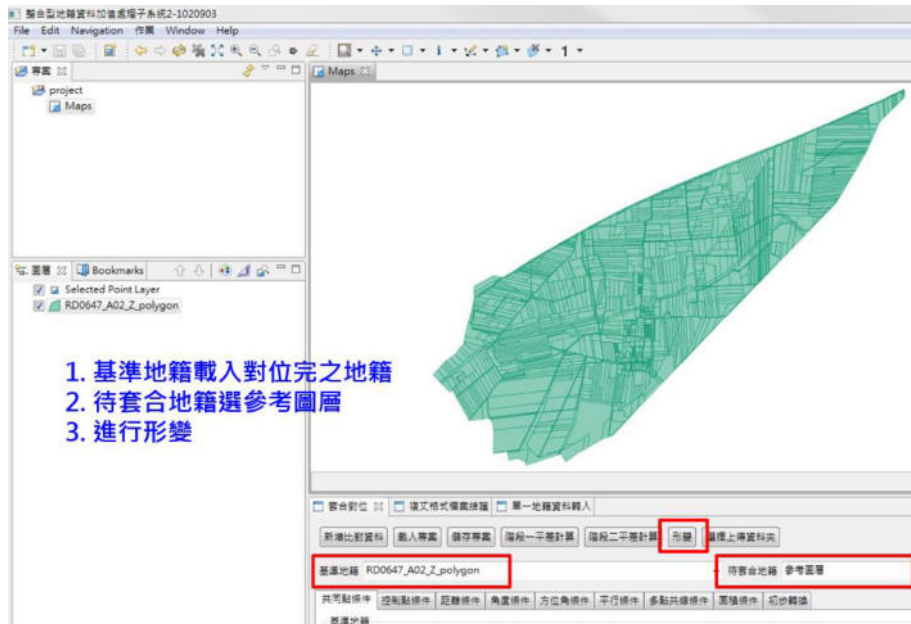 整合型地籍資料加值處理子系統2-1020903
File Edit Navigation 作業 Window Help
1
專案
Maps
project
Maps
圖層 Bookmarks
Selected Point Layer
RD0647_A02_Z_polygon
1. 基準地籍載入對位完之地籍
2. 待套合地籍選參考圖層
3. 進行形變
套合對位 複丈格式檔案維護 單一地籍資料轉入
新增比對資料 載入專案 儲存專案 階段一平差計算 階段二平差計算 形變 選擇上傳資料夾
基準地籍 RD0647_A02_Z_polygon 待套合地籍 參考圖層
共同點條件 控制點條件 距離條件 角度條件 方位角條件 平行條件 多點共線條件 面積條件 初步轉換
基準地籍